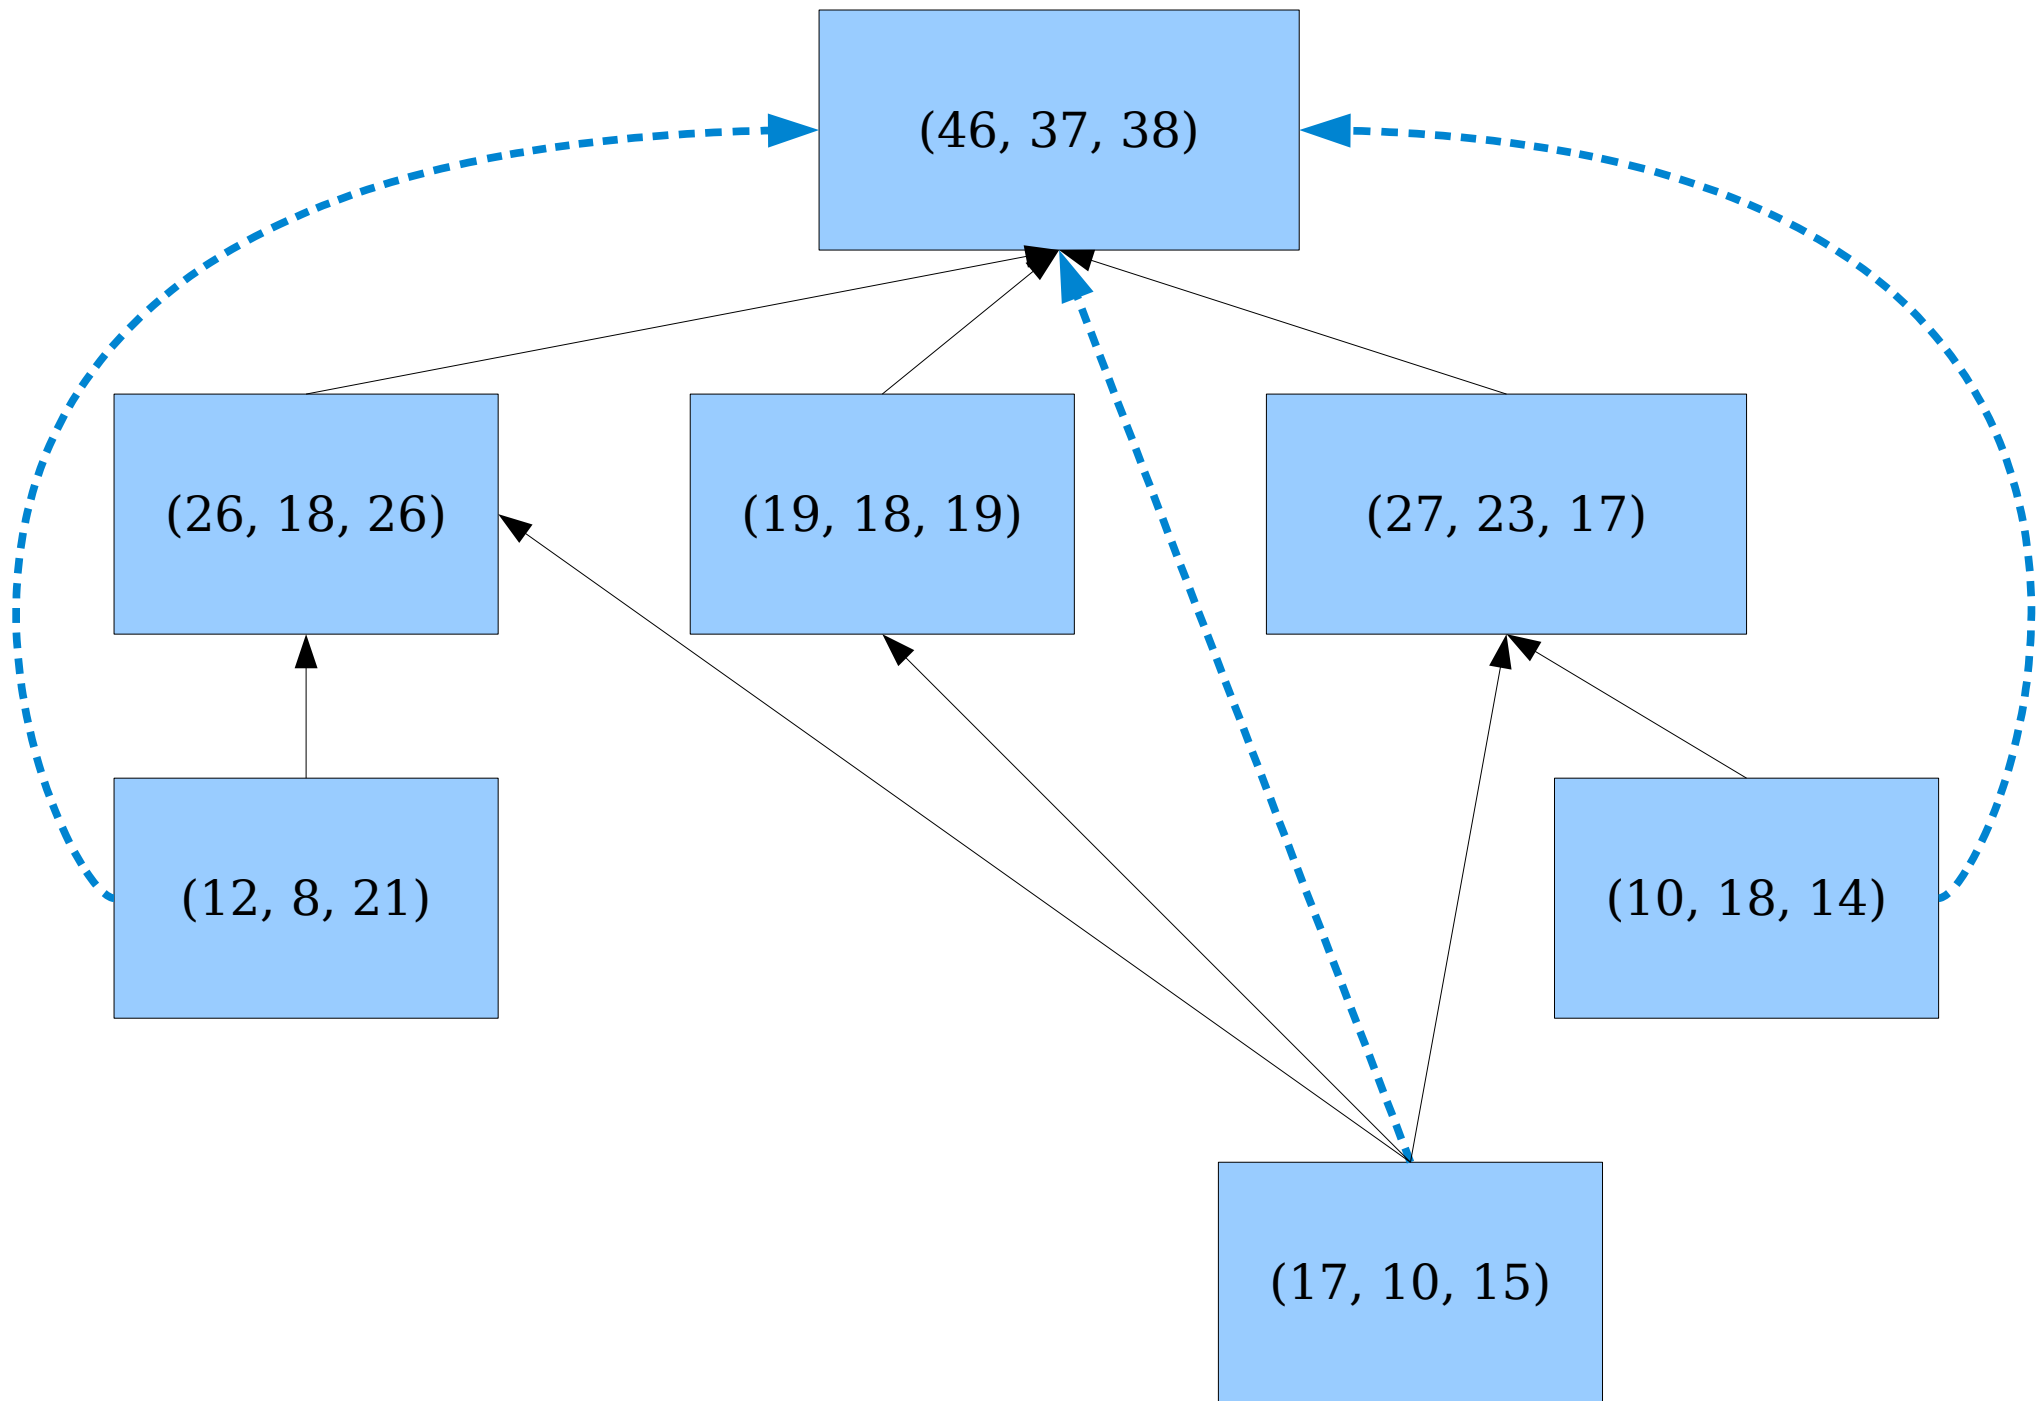 (46, 37, 38)
(26, 18, 26)
(19, 18, 19)
(27, 23, 17)
(12, 8, 21)
(10, 18, 14)
(17, 10, 15)